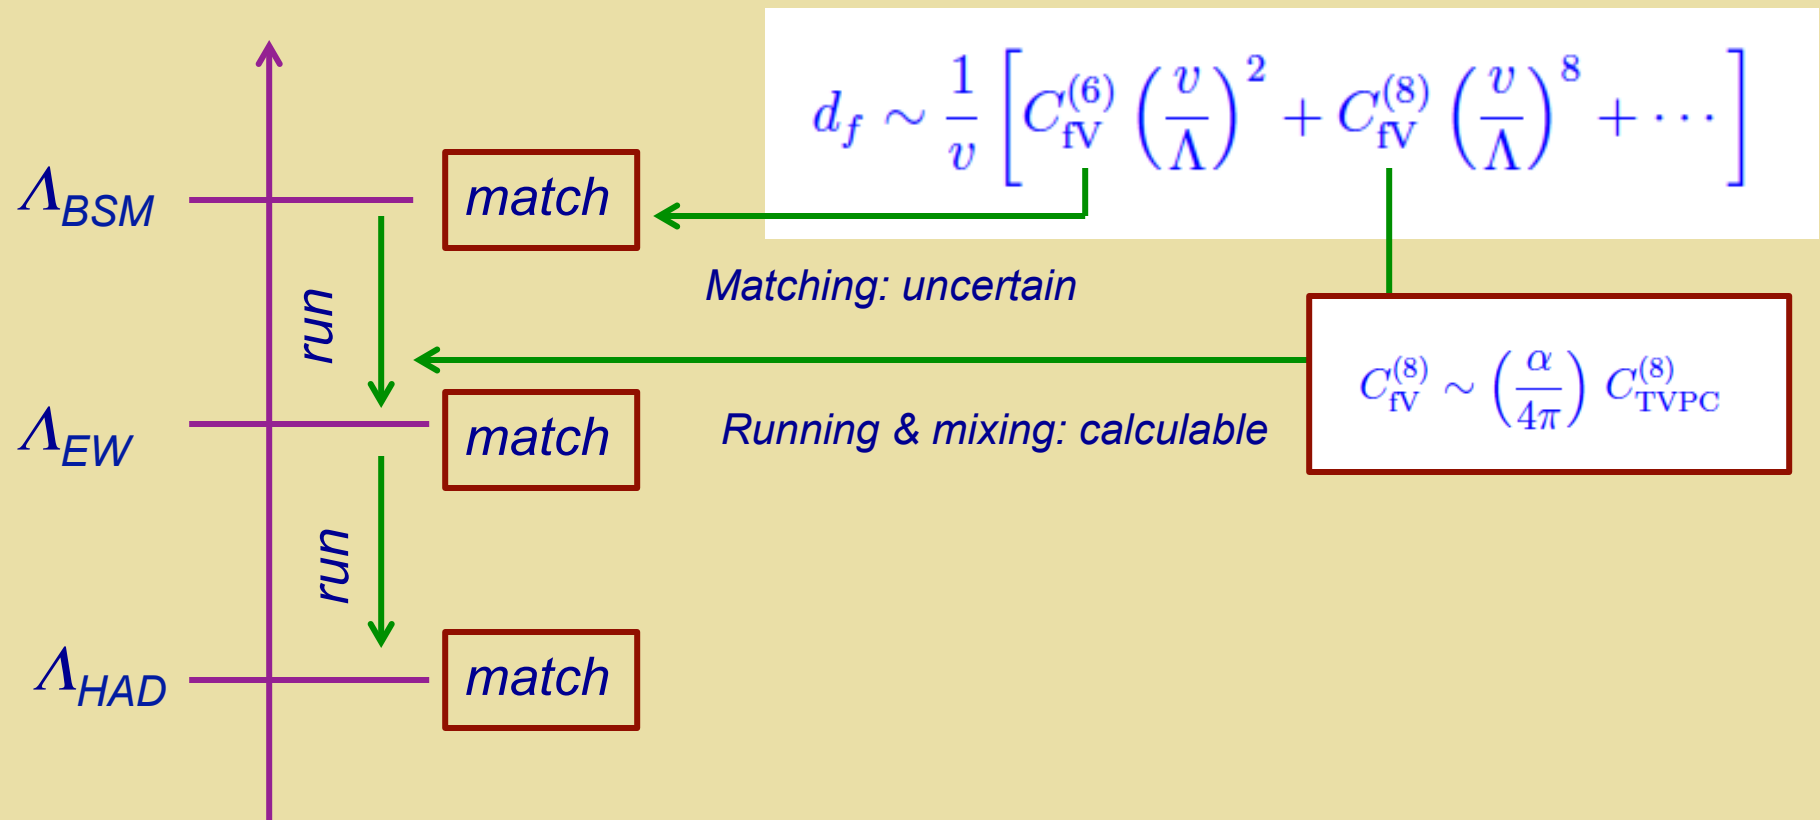 d_f ∼ 1/v [ C_fV^(6) (v/Λ)^2 + C_fV^(8) (v/Λ)^8 + ⋯ ]
Λ_BSM
match
Matching: uncertain
run
C_fV^(8) ∼ (α/4π) C_TVPC^(8)
Λ_EW
match
Running & mixing: calculable
run
Λ_HAD
match